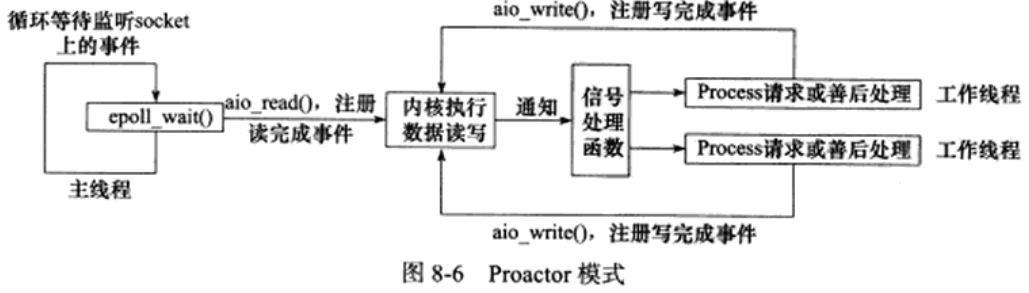 aio_write()，注册写完成事件
循环等待监听socket
上的事件
epoll_wait()
aio_read()，注册
读完成事件
主线程
内核执行
数据读写
通知
信号
处理
函数
Process请求或善后处理
工作线程
Process请求或善后处理
工作线程
aio_write()，注册写完成事件
图 8-6 Proactor 模式